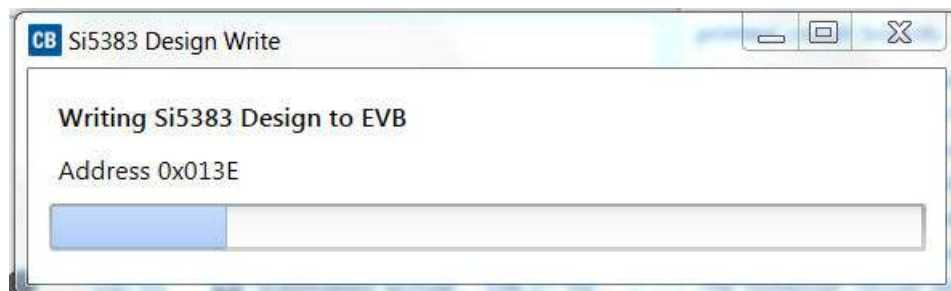 CB Si5383 Design Write
Writing Si5383 Design to EVB
Address 0x013E